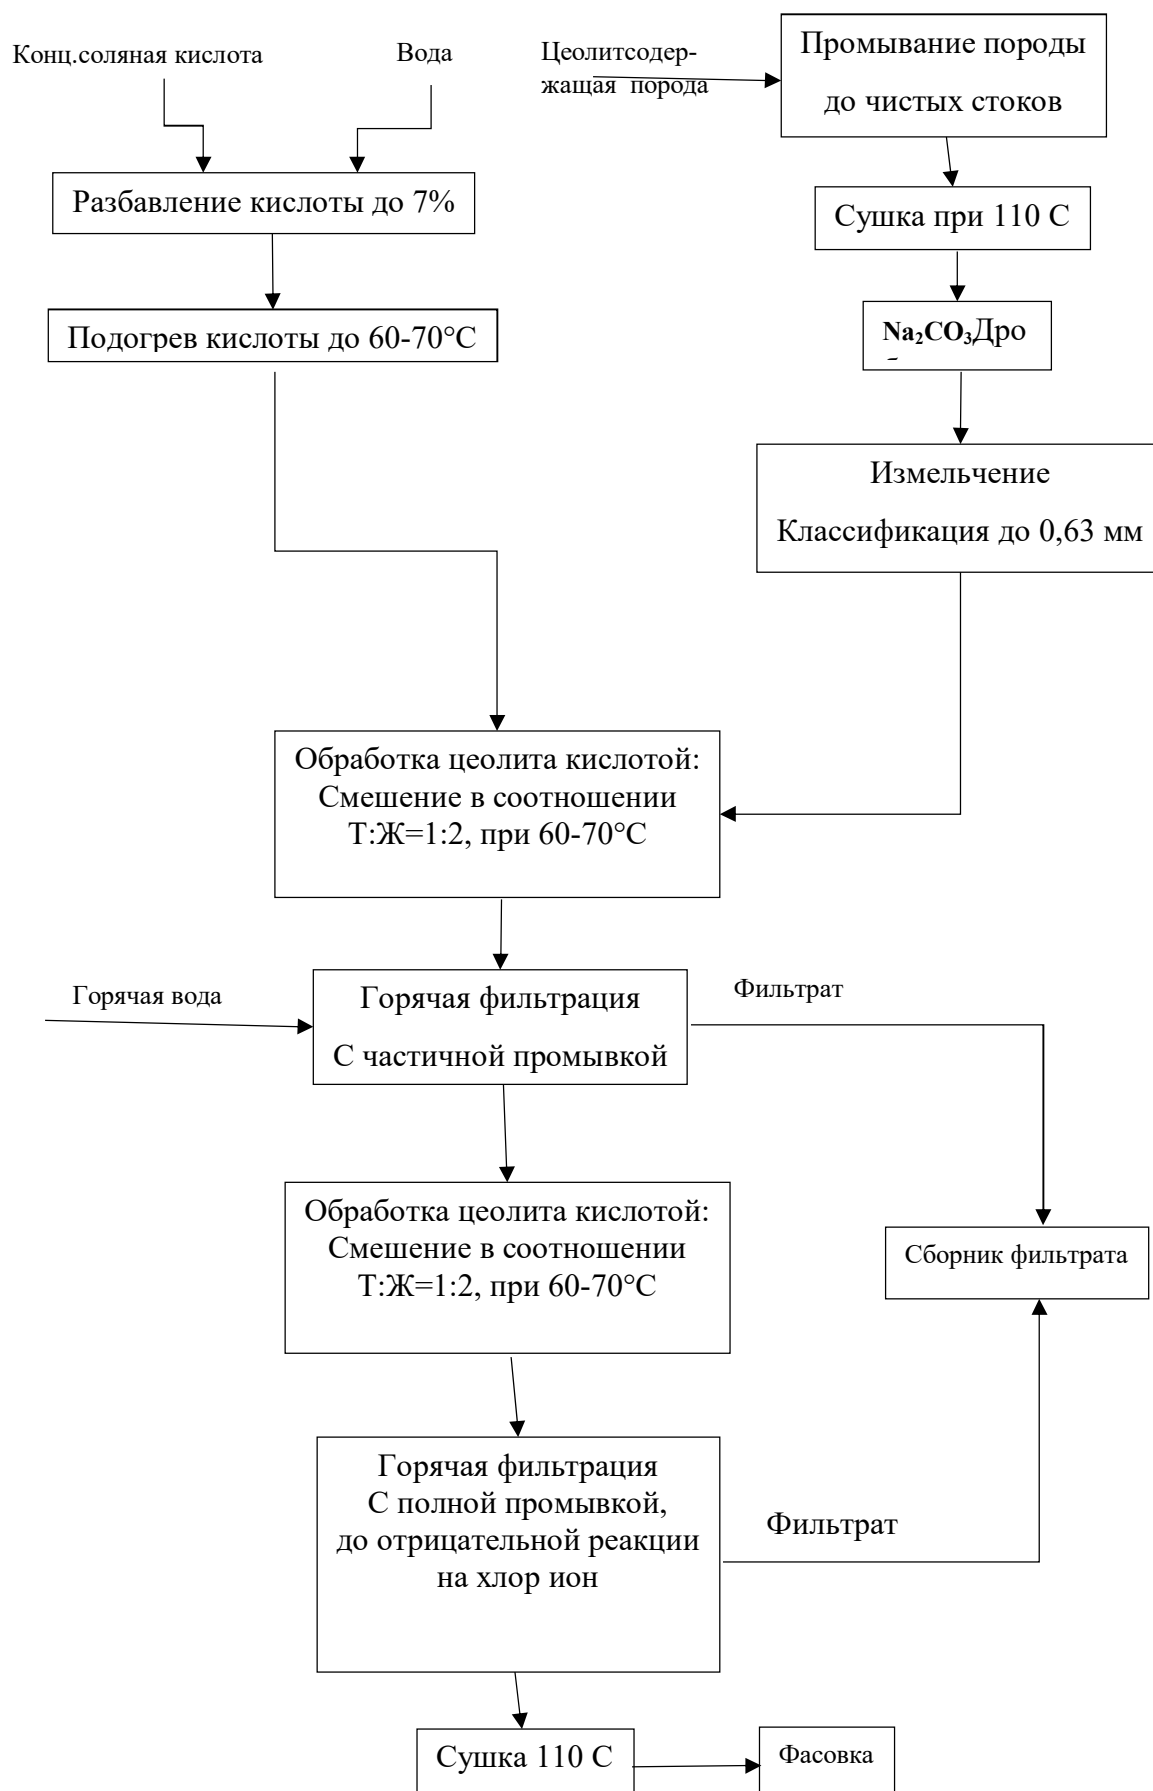 Конц.соляная кислота
Вода
Цеолитсодер-
жащая порода
Промывание породы
до чистых стоков
Разбавление кислоты до 7%
Сушка при 110 С
Подогрев кислоты до 60-70°С
Na₂CO₃Дро
Измельчение
Классификация до 0,63 мм
Обработка цеолита кислотой:
Смешение в соотношении
Т:Ж=1:2, при 60-70°С
Горячая вода
Горячая фильтрация
С частичной промывкой
Фильтрат
Обработка цеолита кислотой:
Смешение в соотношении
Т:Ж=1:2, при 60-70°С
Сборник фильтрата
Горячая фильтрация
С полной промывкой,
до отрицательной реакции
на хлор ион
Фильтрат
Сушка 110 С
Фасовка